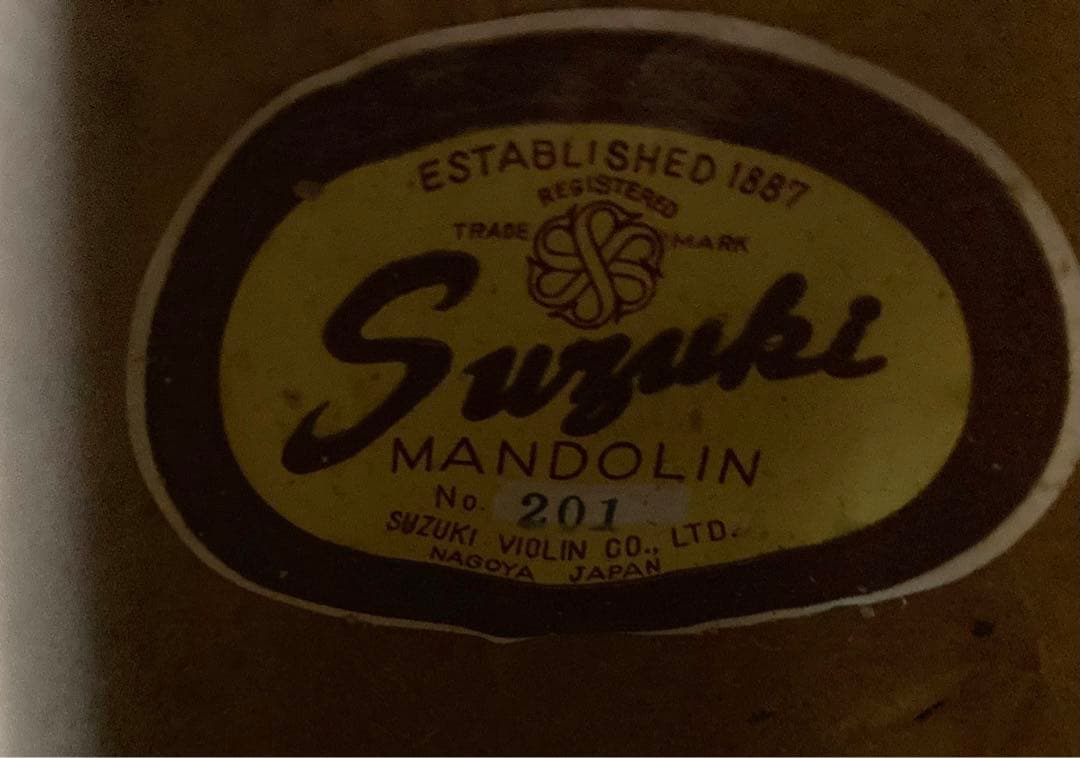 ESTABLISHED 1887
REGISTERED
TRADE MARK
Suzuki
MANDOLIN
No. 201
SUZUKI VIOLIN CO., LTD.
NAGOYA JAPAN